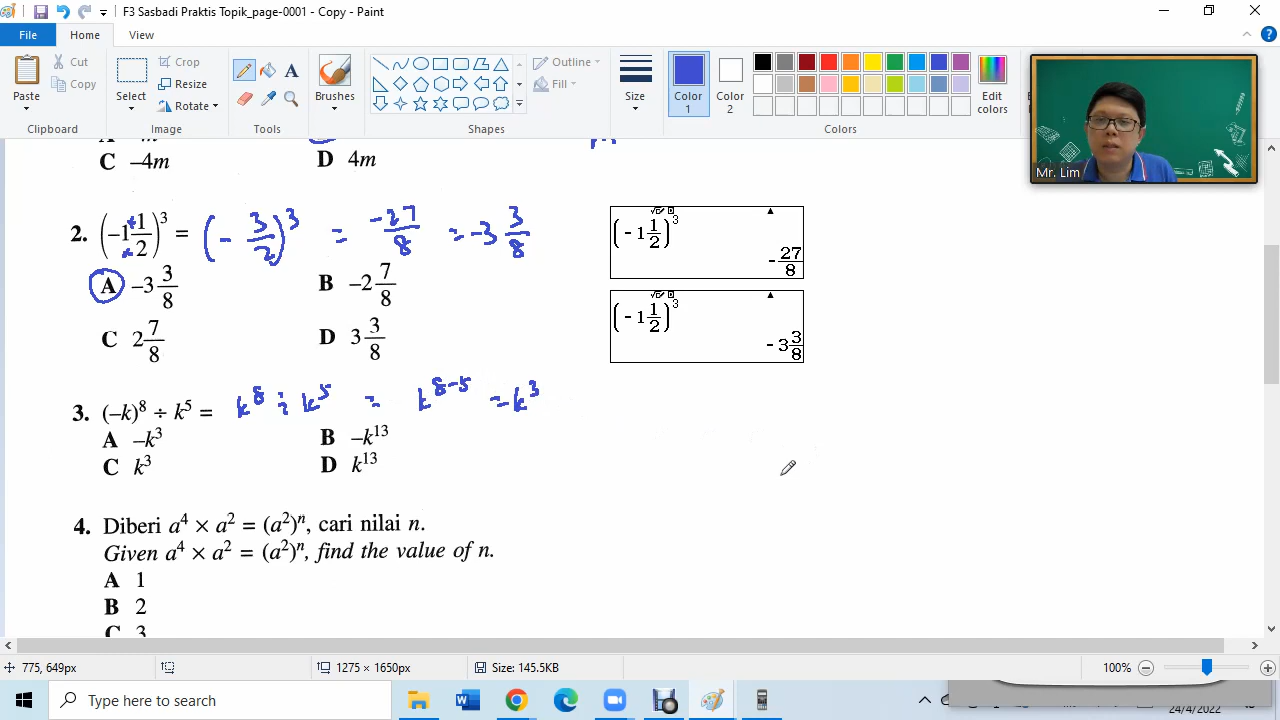 F3 Sasbadi Praktis Topik_page-0001 - Copy - Paint
File Home View
Paste Cut Copy Clipboard
Select Crop Resize Rotate Image
Tools
Brushes
Shapes Outline Fill
Size
Color 1 Color 2 Colors Edit colors
Mr. Lim
C –4m D 4m
2. (–1 1/2)³ = (- 3/2)³ = -27/8 = -3 3/8
A –3 3/8 B –2 7/8
C 2 7/8 D 3 3/8
(-1 1/2)³
-27/8
(-1 1/2)³
-3 3/8
3. (–k)⁸ ÷ k⁵ = k⁸ ÷ k⁵ = k⁸⁻⁵ = k³
A –k³ B –k¹³
C k³ D k¹³
4. Diberi a⁴ × a² = (a²)ⁿ, cari nilai n.
Given a⁴ × a² = (a²)ⁿ, find the value of n.
A 1
B 2
C 3
775, 649px 1275 × 1650px Size: 145.5KB 100%
Type here to search
24/4/2022